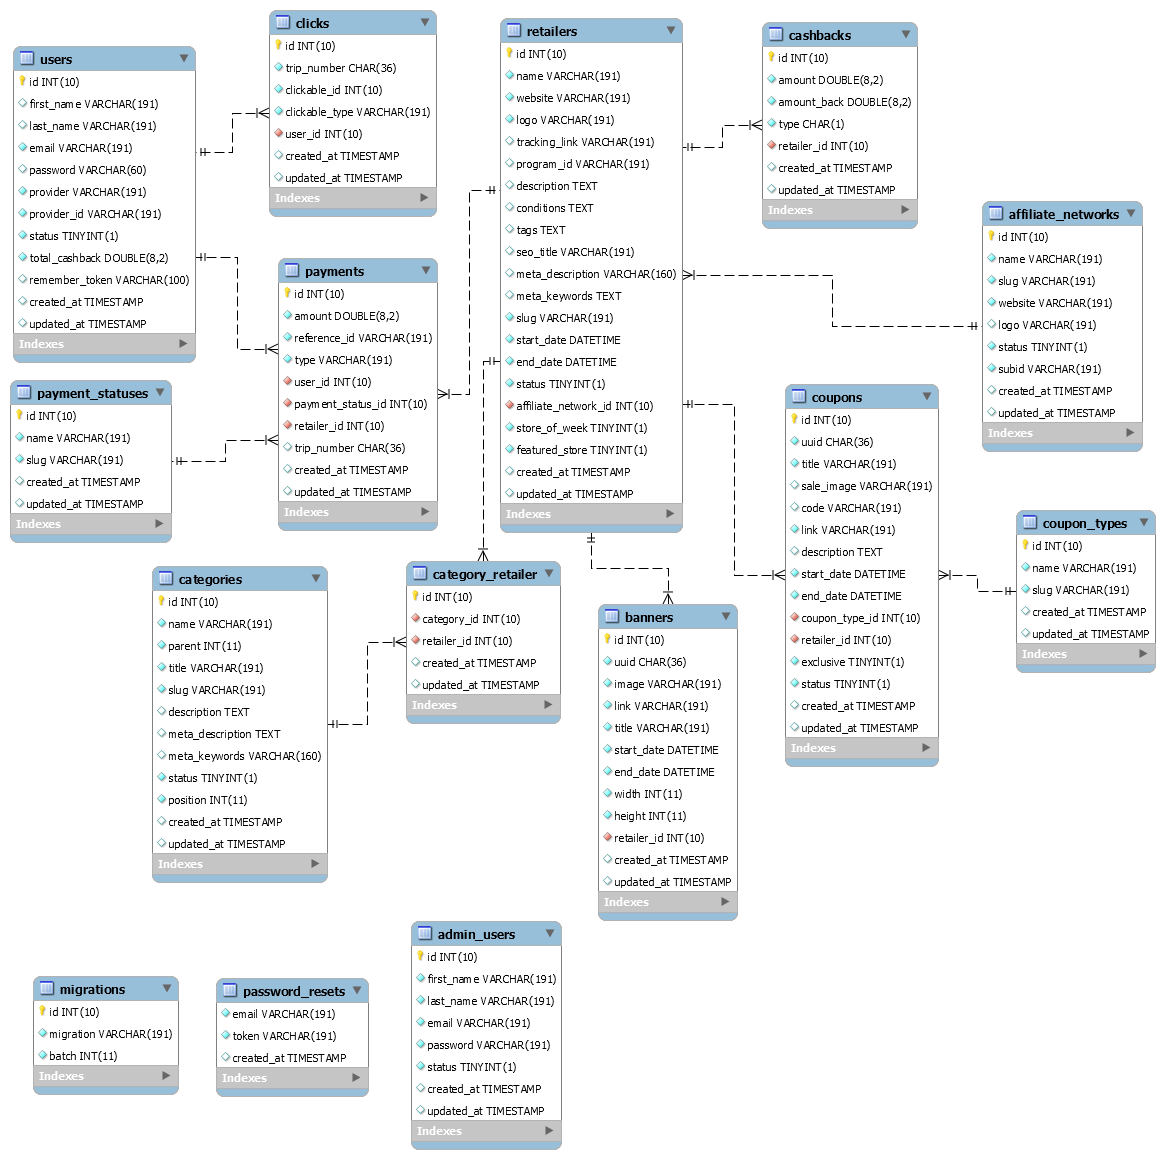 users
id INT(10)
first_name VARCHAR(191)
last_name VARCHAR(191)
email VARCHAR(191)
password VARCHAR(60)
provider VARCHAR(191)
provider_id VARCHAR(191)
status TINYINT(1)
total_cashback DOUBLE(8,2)
remember_token VARCHAR(100)
created_at TIMESTAMP
updated_at TIMESTAMP
Indexes
clicks
id INT(10)
trip_number CHAR(36)
clickable_id INT(10)
clickable_type VARCHAR(191)
user_id INT(10)
created_at TIMESTAMP
updated_at TIMESTAMP
Indexes
retailers
id INT(10)
name VARCHAR(191)
website VARCHAR(191)
logo VARCHAR(191)
tracking_link VARCHAR(191)
program_id VARCHAR(191)
description TEXT
conditions TEXT
tags TEXT
seo_title VARCHAR(191)
meta_description VARCHAR(160)
meta_keywords TEXT
slug VARCHAR(191)
start_date DATETIME
end_date DATETIME
status TINYINT(1)
affiliate_network_id INT(10)
store_of_week TINYINT(1)
featured_store TINYINT(1)
created_at TIMESTAMP
updated_at TIMESTAMP
Indexes
cashbacks
id INT(10)
amount DOUBLE(8,2)
amount_back DOUBLE(8,2)
type CHAR(1)
retailer_id INT(10)
created_at TIMESTAMP
updated_at TIMESTAMP
Indexes
affiliate_networks
id INT(10)
name VARCHAR(191)
slug VARCHAR(191)
website VARCHAR(191)
logo VARCHAR(191)
status TINYINT(1)
subid VARCHAR(191)
created_at TIMESTAMP
updated_at TIMESTAMP
Indexes
payments
id INT(10)
amount DOUBLE(8,2)
reference_id VARCHAR(191)
type VARCHAR(191)
user_id INT(10)
payment_status_id INT(10)
retailer_id INT(10)
trip_number CHAR(36)
created_at TIMESTAMP
updated_at TIMESTAMP
Indexes
payment_statuses
id INT(10)
name VARCHAR(191)
slug VARCHAR(191)
created_at TIMESTAMP
updated_at TIMESTAMP
Indexes
coupons
id INT(10)
uuid CHAR(36)
title VARCHAR(191)
sale_image VARCHAR(191)
code VARCHAR(191)
link VARCHAR(191)
description TEXT
start_date DATETIME
end_date DATETIME
coupon_type_id INT(10)
retailer_id INT(10)
exclusive TINYINT(1)
status TINYINT(1)
created_at TIMESTAMP
updated_at TIMESTAMP
Indexes
coupon_types
id INT(10)
name VARCHAR(191)
slug VARCHAR(191)
created_at TIMESTAMP
updated_at TIMESTAMP
Indexes
categories
id INT(10)
name VARCHAR(191)
parent INT(11)
title VARCHAR(191)
slug VARCHAR(191)
description TEXT
meta_description TEXT
meta_keywords VARCHAR(160)
status TINYINT(1)
position INT(11)
created_at TIMESTAMP
updated_at TIMESTAMP
Indexes
category_retailer
id INT(10)
category_id INT(10)
retailer_id INT(10)
created_at TIMESTAMP
updated_at TIMESTAMP
Indexes
banners
id INT(10)
uuid CHAR(36)
image VARCHAR(191)
link VARCHAR(191)
title VARCHAR(191)
start_date DATETIME
end_date DATETIME
width INT(11)
height INT(11)
retailer_id INT(10)
created_at TIMESTAMP
updated_at TIMESTAMP
Indexes
migrations
id INT(10)
migration VARCHAR(191)
batch INT(11)
Indexes
password_resets
email VARCHAR(191)
token VARCHAR(191)
created_at TIMESTAMP
Indexes
admin_users
id INT(10)
first_name VARCHAR(191)
last_name VARCHAR(191)
email VARCHAR(191)
password VARCHAR(191)
status TINYINT(1)
created_at TIMESTAMP
updated_at TIMESTAMP
Indexes